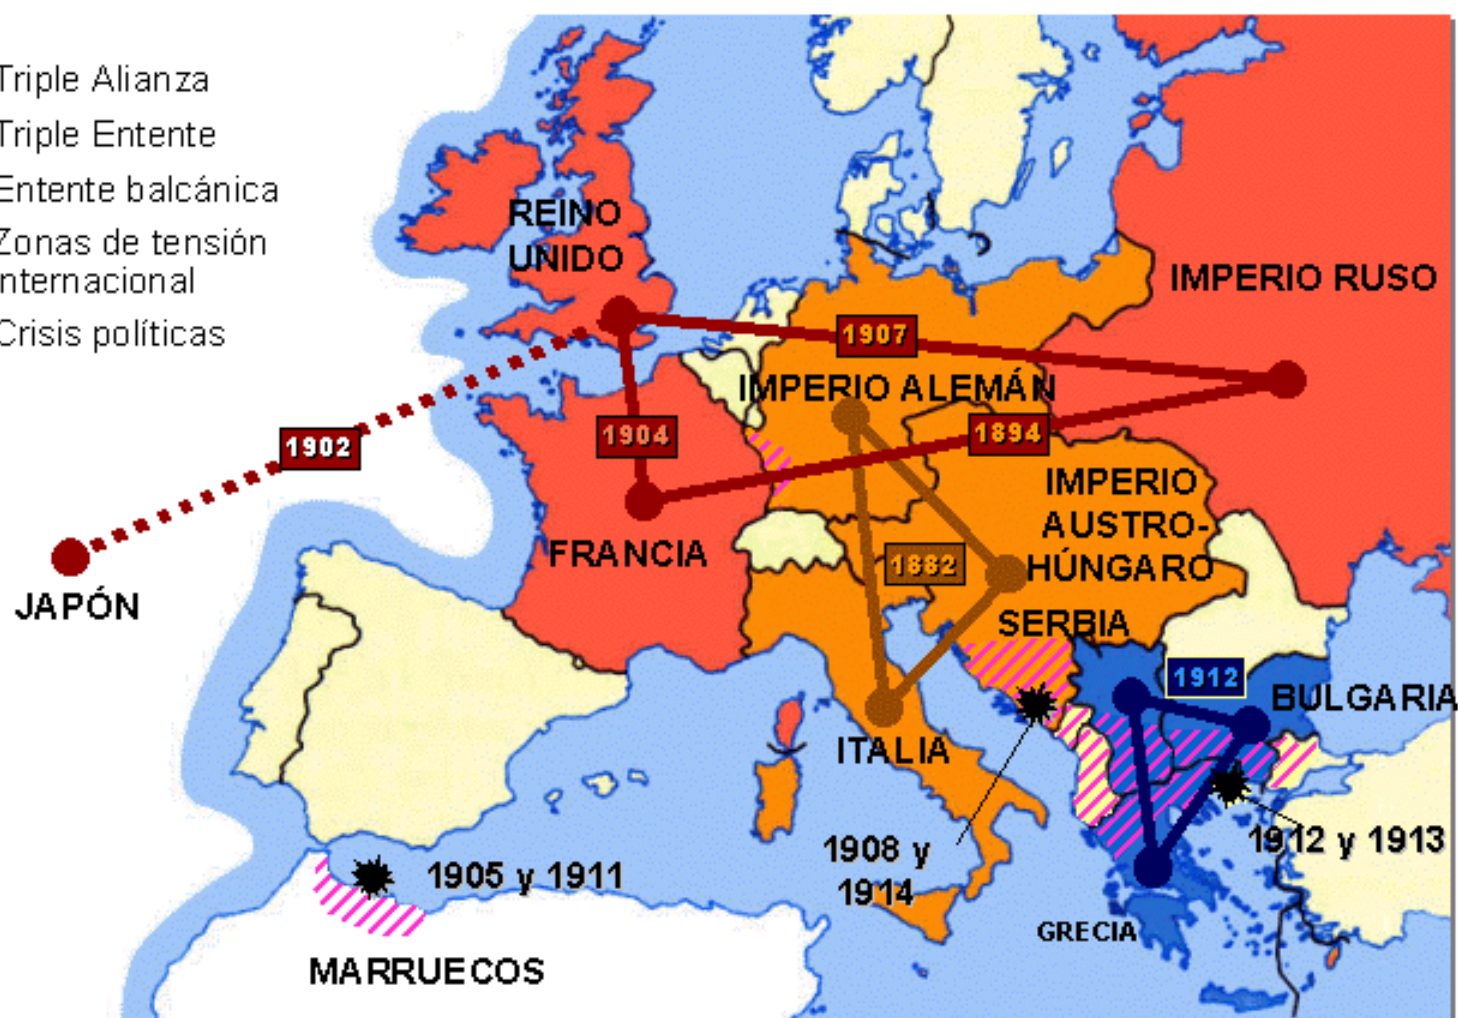 Triple Alianza
Triple Entente
Entente balcánica
Zonas de tensión
internacional
Crisis políticas
REINO
UNIDO
IMPERIO RUSO
1907
IMPERIO ALEMÁN
1902
1904
1894
IMPERIO
AUSTRO-
HÚNGARO
FRANCIA
1882
JAPÓN
SERBIA
1912
BULGARIA
ITALIA
1908 y
1914
1912 y 1913
1905 y 1911
GRECIA
MARRUECOS